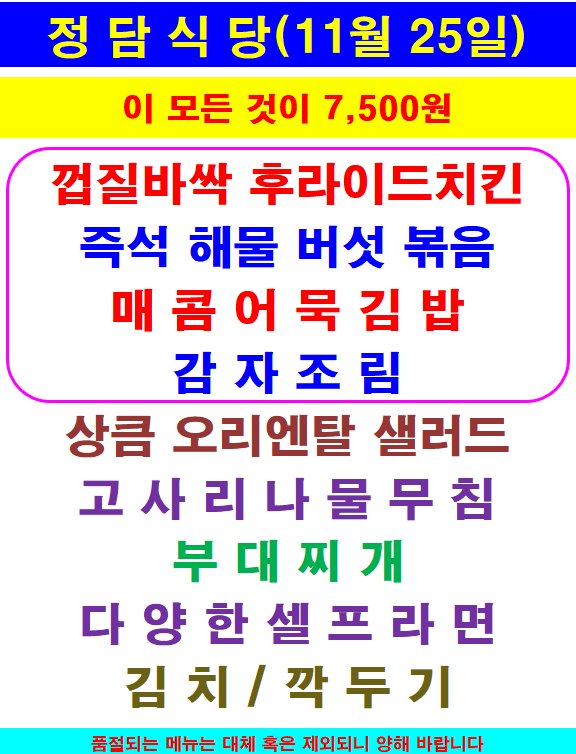 정 담 식 당(11월 25일)
이 모든 것이 7,500원
껍질바싹 후라이드치킨
즉석 해물 버섯 볶음
매 콤 어 묵 김 밥
감 자 조 림
상큼 오리엔탈 샐러드
고 사 리 나 물 무 침
부 대 찌 개
다 양 한 셀 프 라 면
김 치 / 깍 두 기
품절되는 메뉴는 대체 혹은 제외되니 양해 바랍니다